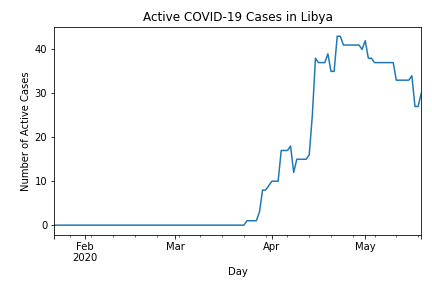 Active COVID-19 Cases in Libya
Number of Active Cases
40
30
20
10
0
Feb
2020
Mar
Apr
May
Day